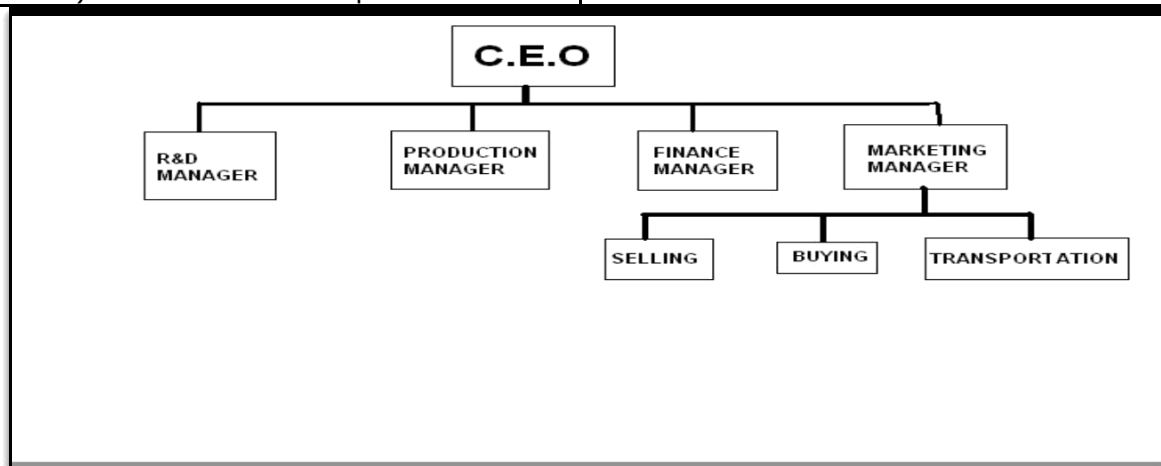 C.E.O
R&D
MANAGER
PRODUCTION
MANAGER
FINANCE
MANAGER
MARKETING
MANAGER
SELLING
BUYING
TRANSPORTATION